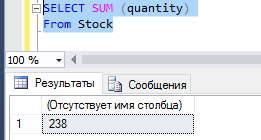 SELECT SUM (quantity)
From Stock
100 %
Результаты Сообщения
(Отсутствует имя столбца)
1 238